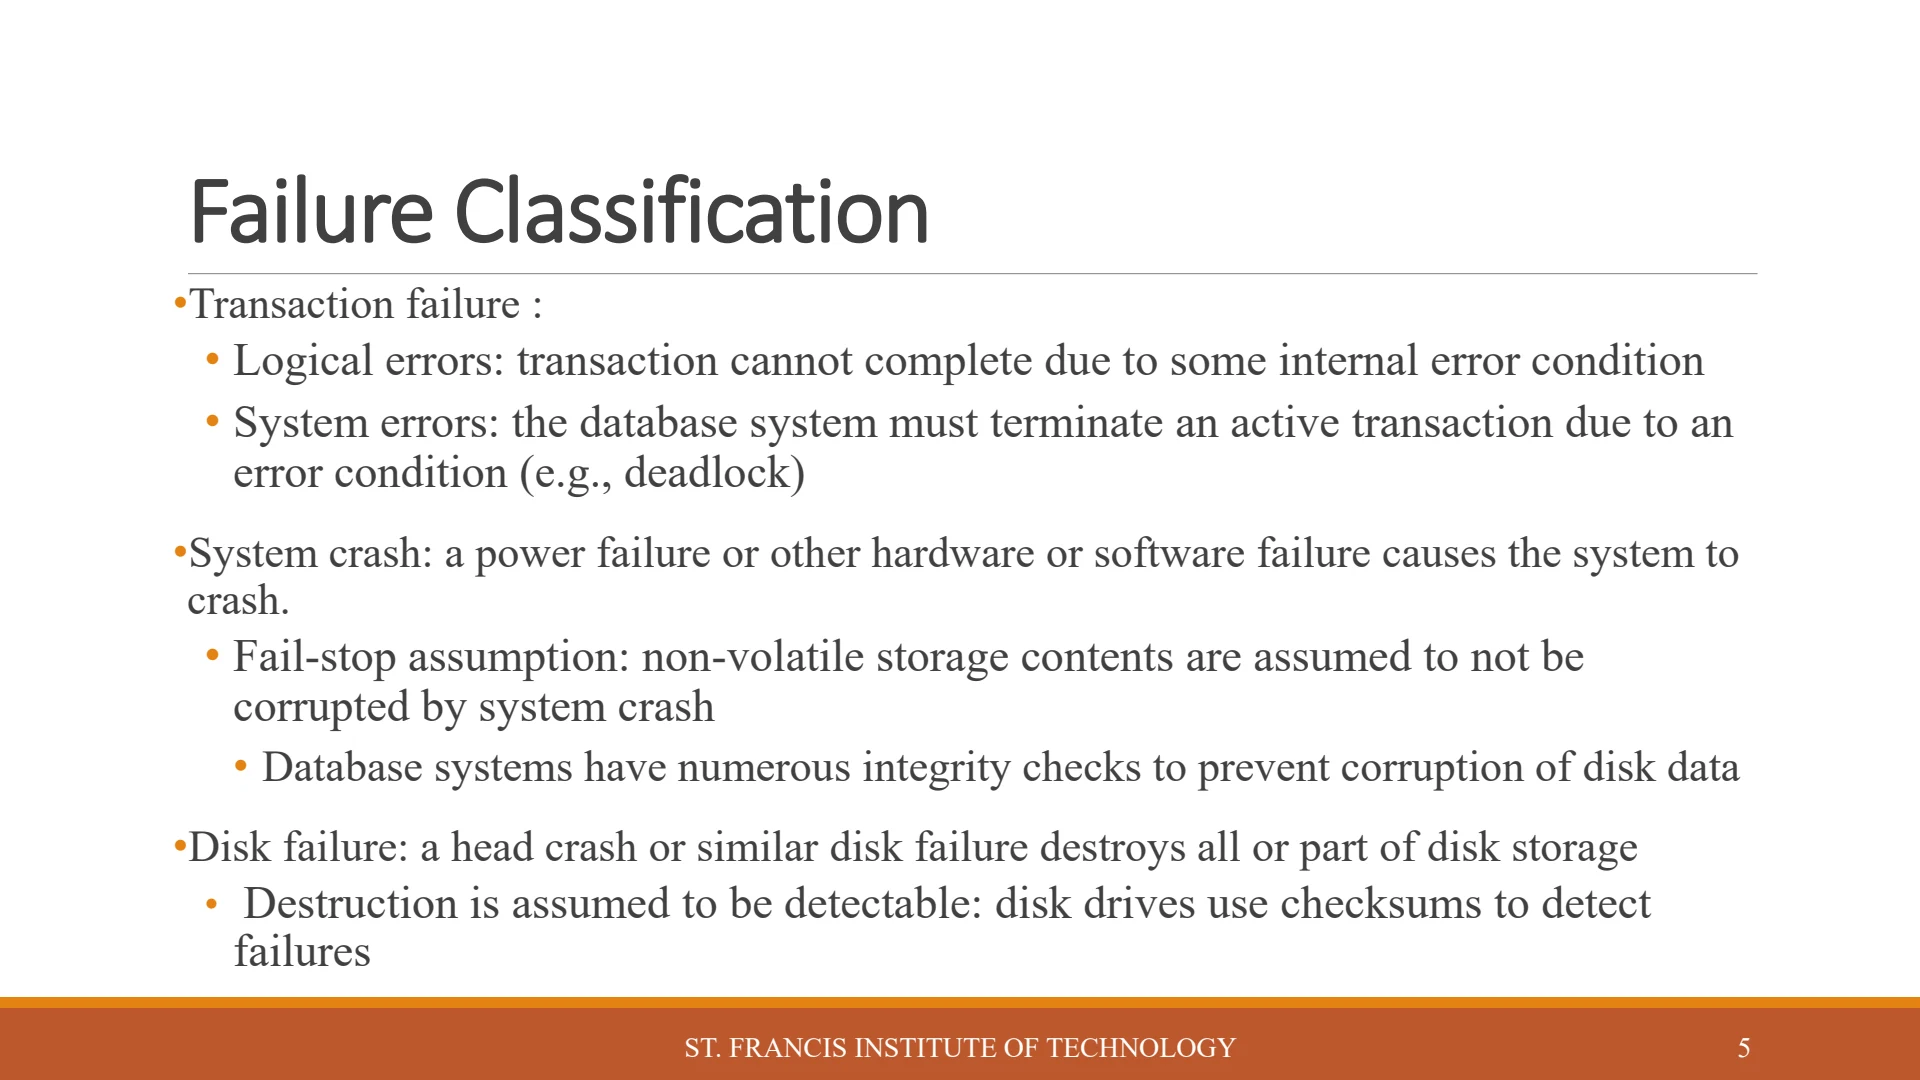 Failure Classification
•Transaction failure :
• Logical errors: transaction cannot complete due to some internal error condition
• System errors: the database system must terminate an active transaction due to an
error condition (e.g., deadlock)
•System crash: a power failure or other hardware or software failure causes the system to
crash.
• Fail-stop assumption: non-volatile storage contents are assumed to not be
corrupted by system crash
• Database systems have numerous integrity checks to prevent corruption of disk data
•Disk failure: a head crash or similar disk failure destroys all or part of disk storage
• Destruction is assumed to be detectable: disk drives use checksums to detect
failures
ST. FRANCIS INSTITUTE OF TECHNOLOGY
5